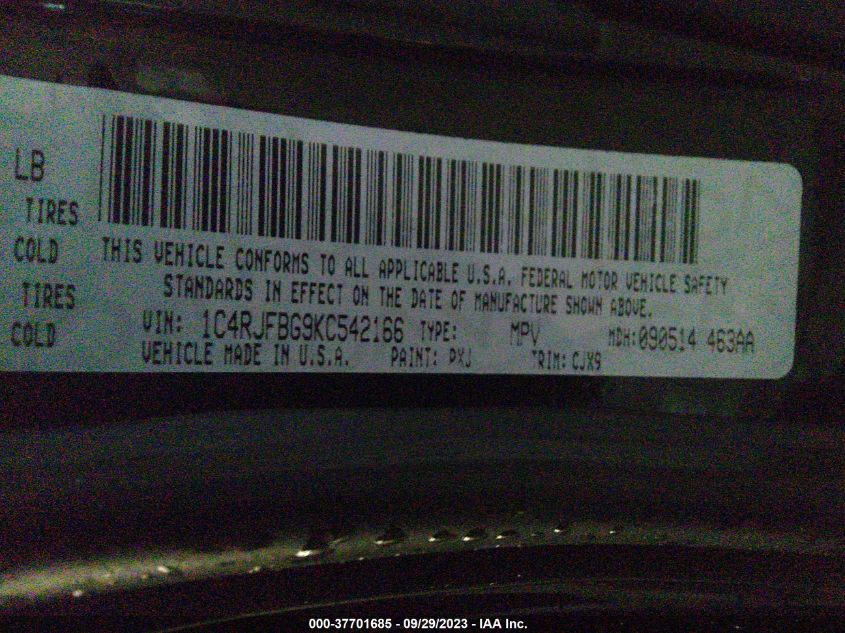 LB
TIRES
COLD
TIRES
COLD
THIS VEHICLE CONFORMS TO ALL APPLICABLE U.S.A. FEDERAL MOTOR VEHICLE SAFETY
STANDARDS IN EFFECT ON THE DATE OF MANUFACTURE SHOWN ABOVE.
VIN: 1C4RJFBG9KC542166 TYPE: MPV MDH:090514 463AA
VEHICLE MADE IN U.S.A. PAINT: PXJ TRIM: CJX9
000-37701685 - 09/29/2023 - IAA Inc.